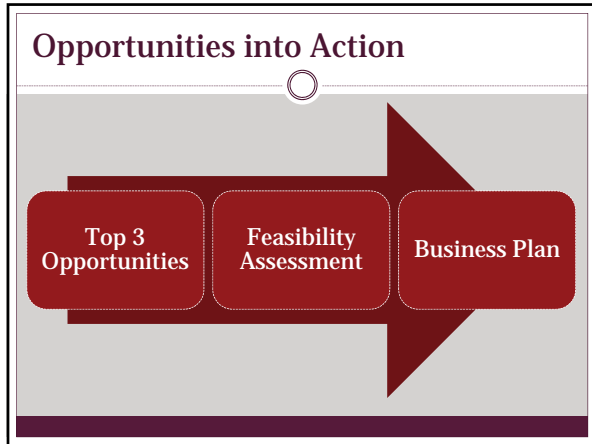 Opportunities into Action
Top 3
Opportunities
Feasibility
Assessment
Business Plan